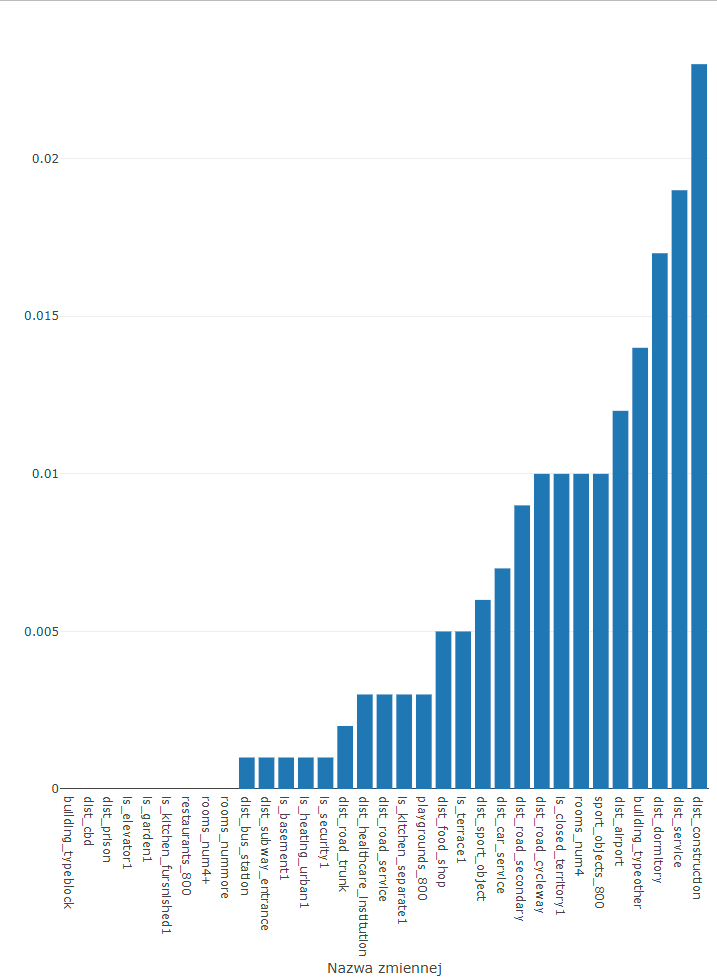 0.02
0.015
0.01
0.005
0
building_typeblock
dist_cbd
dist_prison
is_elevator1
is_garden1
is_kitchen_fursnished1
restaurants_800
rooms_num4+
rooms_nummore
dist_bus_station
dist_subway_entrance
is_basement1
is_heating_urban1
is_security1
dist_road_trunk
dist_healthcare_institution
dist_road_service
is_kitchen_separate1
playgrounds_800
dist_food_shop
is_terrace1
dist_sport_object
dist_car_service
dist_road_secondary
dist_road_cycleway
is_closed_territory1
rooms_num4
sport_objects_800
dist_airport
building_typeother
dist_dormitory
dist_service
dist_construction
Nazwa zmiennej